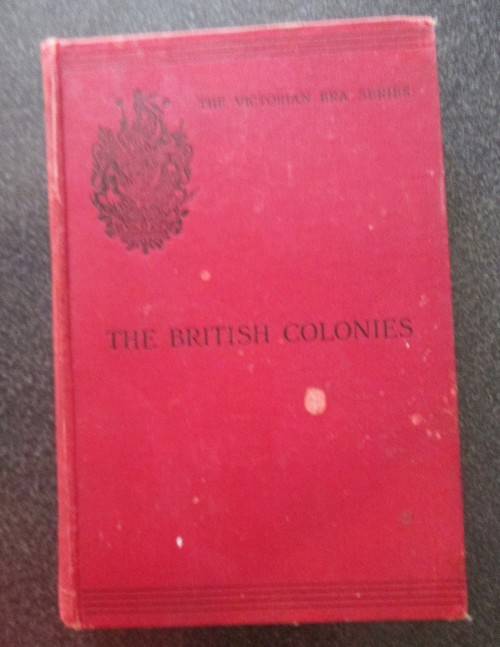 THE VICTORIAN ERA SERIES
THE BRITISH COLONIES